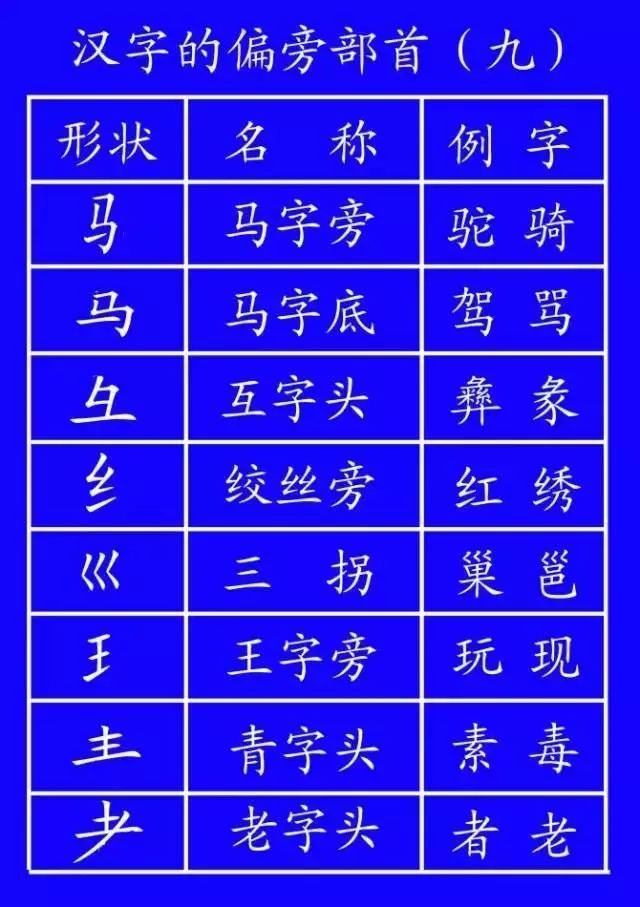 汉字的偏旁部首（九）
形状 名称 例字
马 马字旁 驼 骑
马 马字底 驾 骂
彑 互字头 彝 彖
纟 绞丝旁 红 绣
巛 三拐 巢 邕
王 王字旁 玩 现
龶 青字头 素 毒
耂 老字头 者 老